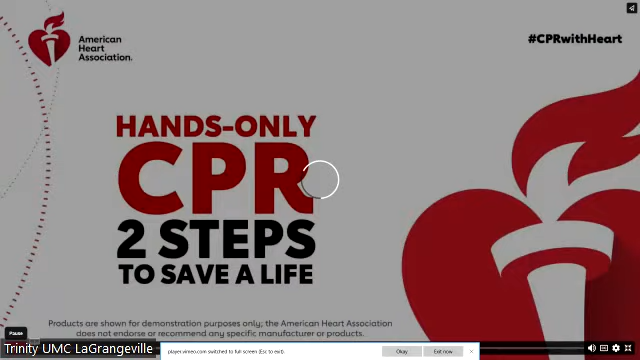 American
Heart
Association.
#CPRwithHeart
HANDS-ONLY
CPR
2 STEPS
TO SAVE A LIFE
Products are shown for demonstration purposes only; the American Heart Association
does not endorse or recommend any specific manufacturer or products.
Pause
Trinity UMC LaGrangeville
player.vimeo.com switched to full screen (Esc to exit).
Okay
Exit now